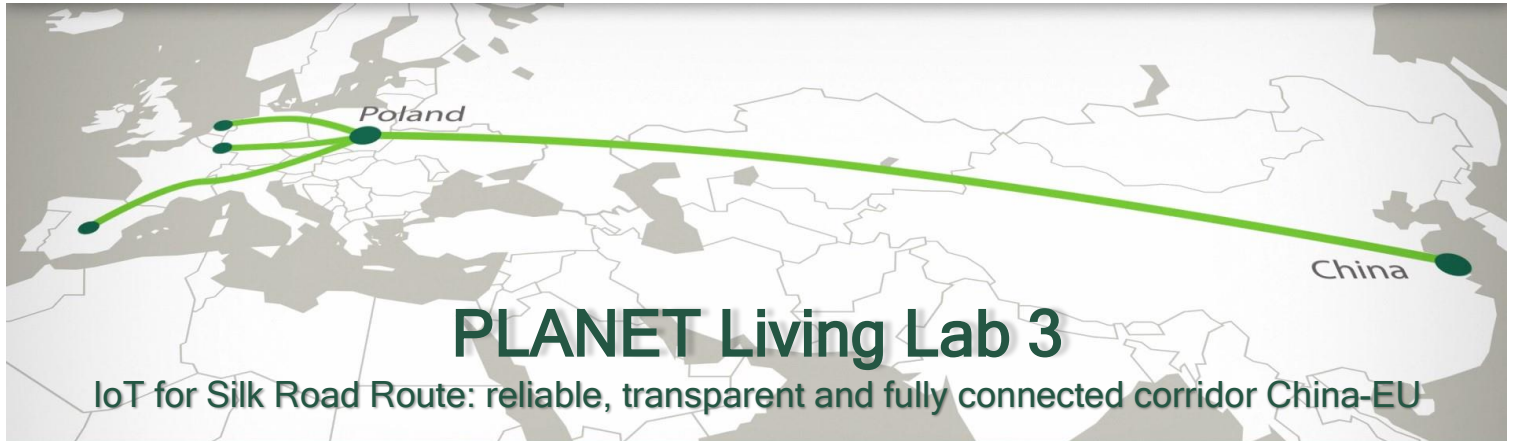 Poland
China
PLANET Living Lab 3
IoT for Silk Road Route: reliable, transparent and fully connected corridor China-EU